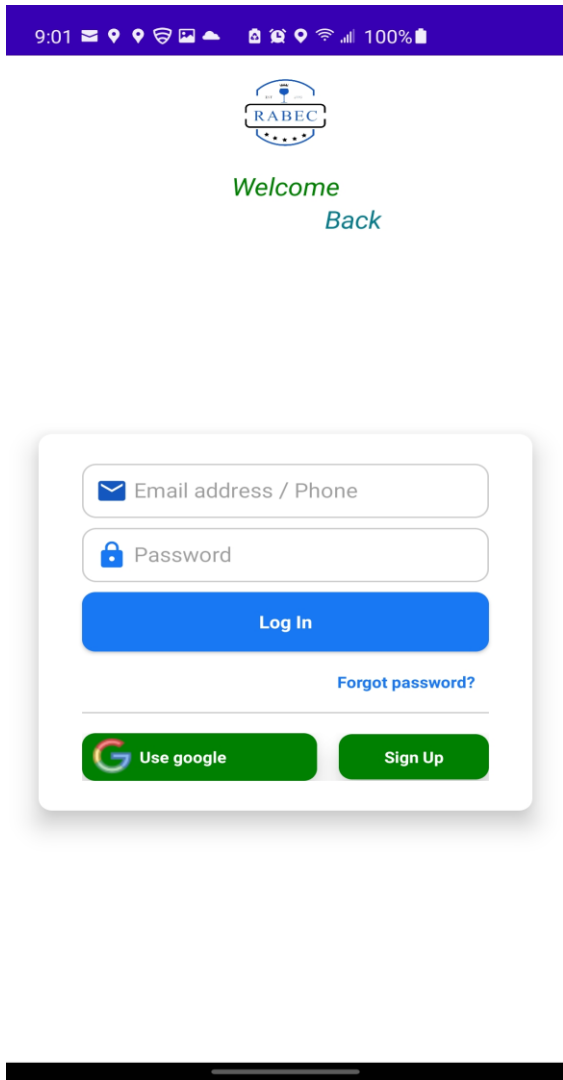 9:01 100%
RABEC
Welcome
Back
Email address / Phone
Password
Log In
Forgot password?
Use google
Sign Up